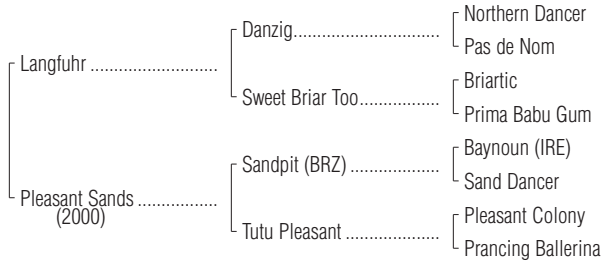 Northern Dancer
Danzig................................
Pas de Nom
Langfuhr ............................
Briartic
Sweet Briar Too..................
Prima Babu Gum
Baynoun (IRE)
Sandpit (BRZ) ....................
Sand Dancer
Pleasant Sands .................
(2000)
Pleasant Colony
Tutu Pleasant .....................
Prancing Ballerina